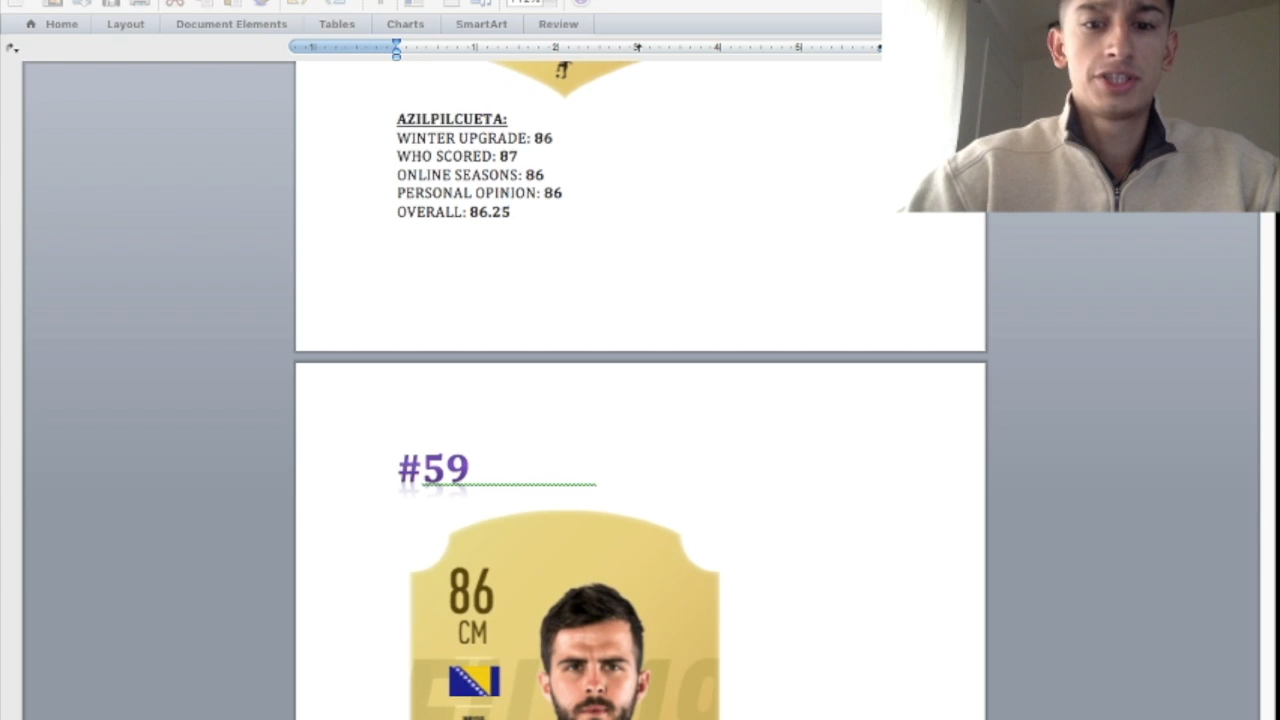 Home Layout Document Elements Tables Charts SmartArt Review
AZILPILCUETA:
WINTER UPGRADE: 86
WHO SCORED: 87
ONLINE SEASONS: 86
PERSONAL OPINION: 86
OVERALL: 86.25
#59
86
CM